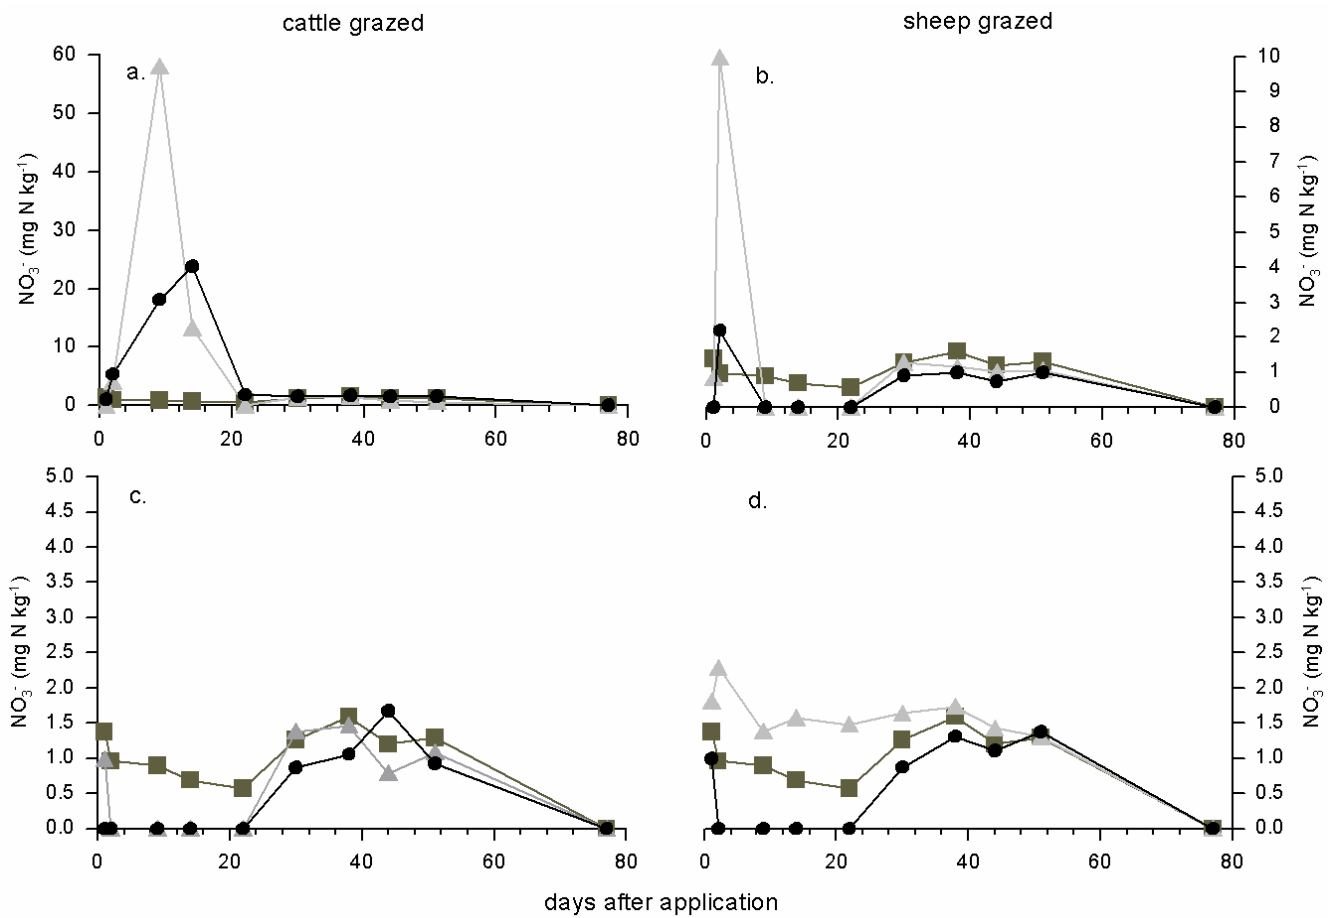 cattle grazed
sheep grazed
a.
60
50
40
30
20
10
0
NO₃⁻ (mg N kg⁻¹)
0 20 40 60 80
b.
10
9
8
7
6
5
4
3
2
1
0
NO₃⁻ (mg N kg⁻¹)
0 20 40 60 80
c.
5.0
4.5
4.0
3.5
3.0
2.5
2.0
1.5
1.0
0.5
0.0
NO₃⁻ (mg N kg⁻¹)
0 20 40 60 80
d.
5.0
4.5
4.0
3.5
3.0
2.5
2.0
1.5
1.0
0.5
0.0
NO₃⁻ (mg N kg⁻¹)
0 20 40 60 80
days after application